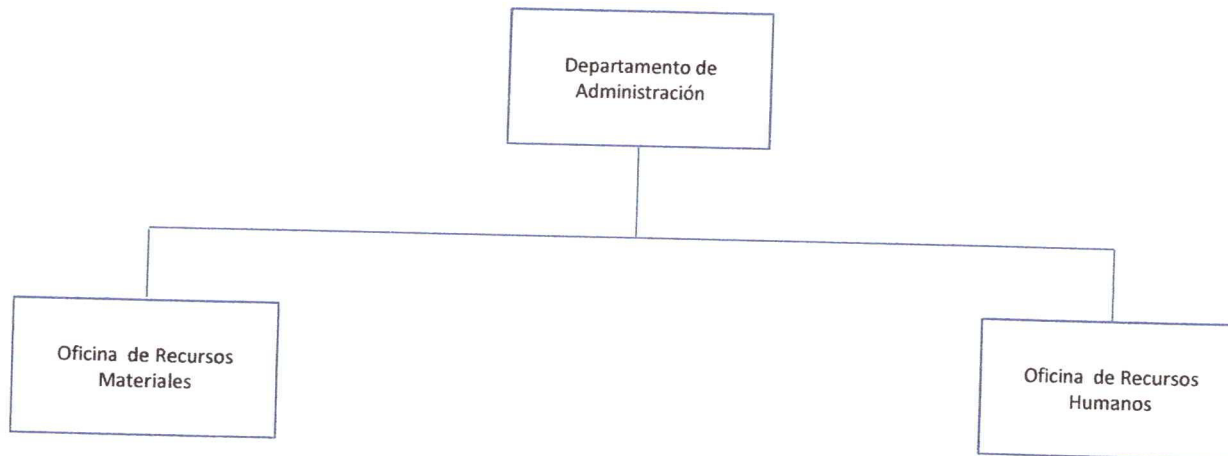 Departamento de
Administración
Oficina de Recursos
Materiales
Oficina de Recursos
Humanos